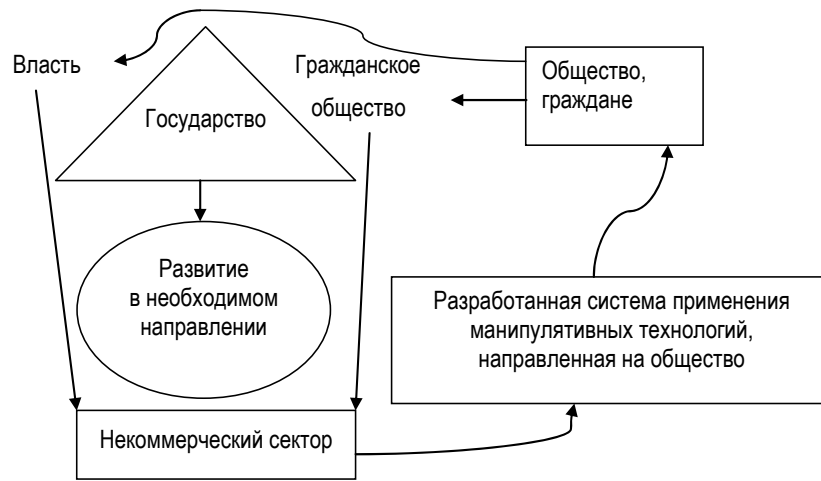 Власть
Гражданское
общество
Общество,
граждане
Государство
Развитие
в необходимом
направлении
Разработанная система применения
манипулятивных технологий,
направленная на общество
Некоммерческий сектор